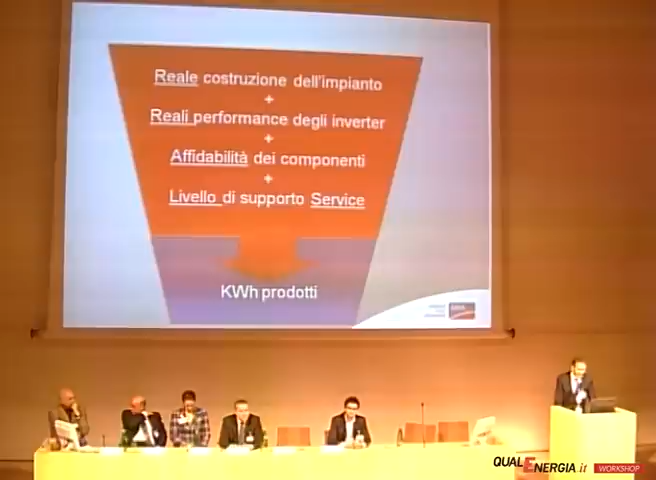 Reale costruzione dell'impianto
+
Reali performance degli inverter
+
Affidabilità dei componenti
+
Livello di supporto Service
KWh prodotti
QUALENERGIA.it WORKSHOP